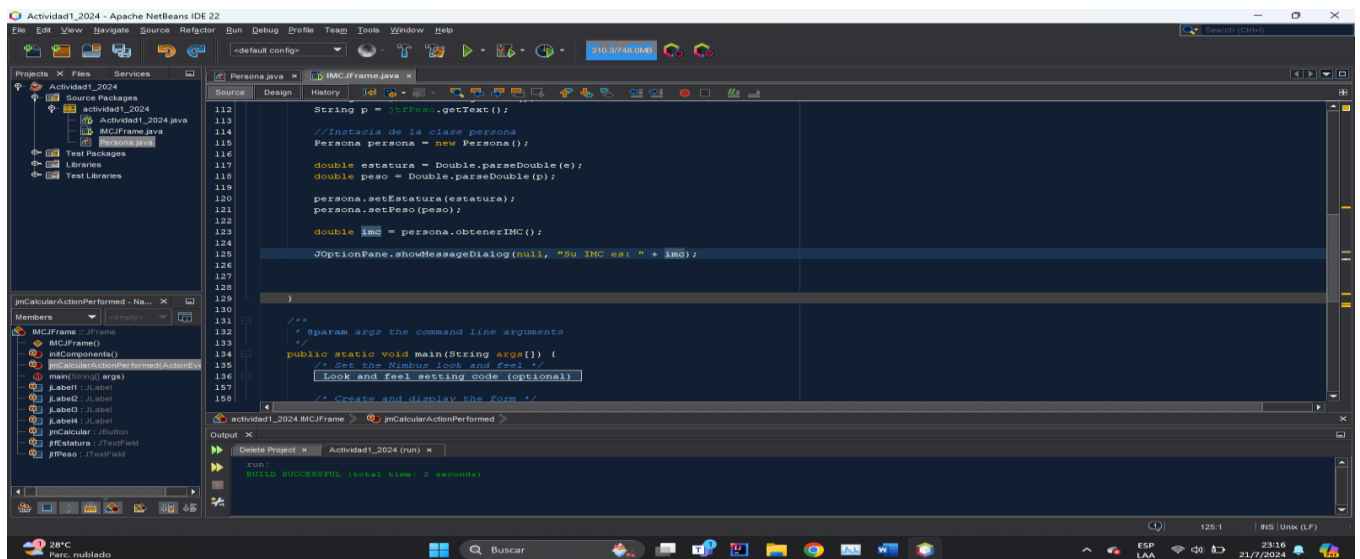 Actividad1_2024 - Apache NetBeans IDE 22
File Edit View Navigate Source Refactor Run Debug Profile Team Tools Window Help
Search (Ctrl+I)
<default config>
310.3/748.0MB
Projects Files Services
Actividad1_2024
Source Packages
actividad1_2024
Actividad1_2024.java
IMCJFrame.java
Persona.java
Test Packages
Libraries
Test Libraries
Persona.java IMCJFrame.java
Source Design History
112 String p = jtfPeso.getText();
113
114 //Instacia de la clase persona
115 Persona persona = new Persona();
116
117 double estatura = Double.parseDouble(e);
118 double peso = Double.parseDouble(p);
119
120 persona.setEstatura(estatura);
121 persona.setPeso(peso);
122
123 double imc = persona.obtenerIMC();
124
125 JOptionPane.showMessageDialog(null, "Su IMC es: " + imc);
126
127
128
129 }
130
131 /**
132 * @param args the command line arguments
133 */
134 public static void main(String args[]) {
135 /* Set the Nimbus look and feel */
136 Look and feel setting code (optional)
157
158 /* Create and display the form */
actividad1_2024.IMCJFrame jmCalcularActionPerformed
jmCalcularActionPerformed - Na...
Members <empty>
IMCJFrame :: JFrame
IMCJFrame()
initComponents()
jmCalcularActionPerformed(ActionEve
main(String[] args)
jLabel1 : JLabel
jLabel2 : JLabel
jLabel3 : JLabel
jLabel4 : JLabel
jmCalcular : JButton
jtfEstatura : JTextField
jtfPeso : JTextField
Output
Delete Project Actividad1_2024 (run)
run:
BUILD SUCCESSFUL (total time: 3 seconds)
125:1 INS Unix (LF)
28°C
Parc. nublado
Buscar
ESP
LAA
23:16
21/7/2024